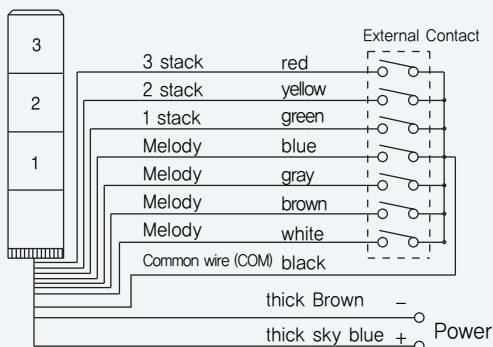 External Contact
3
2
1
3 stack red
2 stack yellow
1 stack green
Melody blue
Melody gray
Melody brown
Melody white
Common wire (COM) black
thick Brown −
thick sky blue + Power